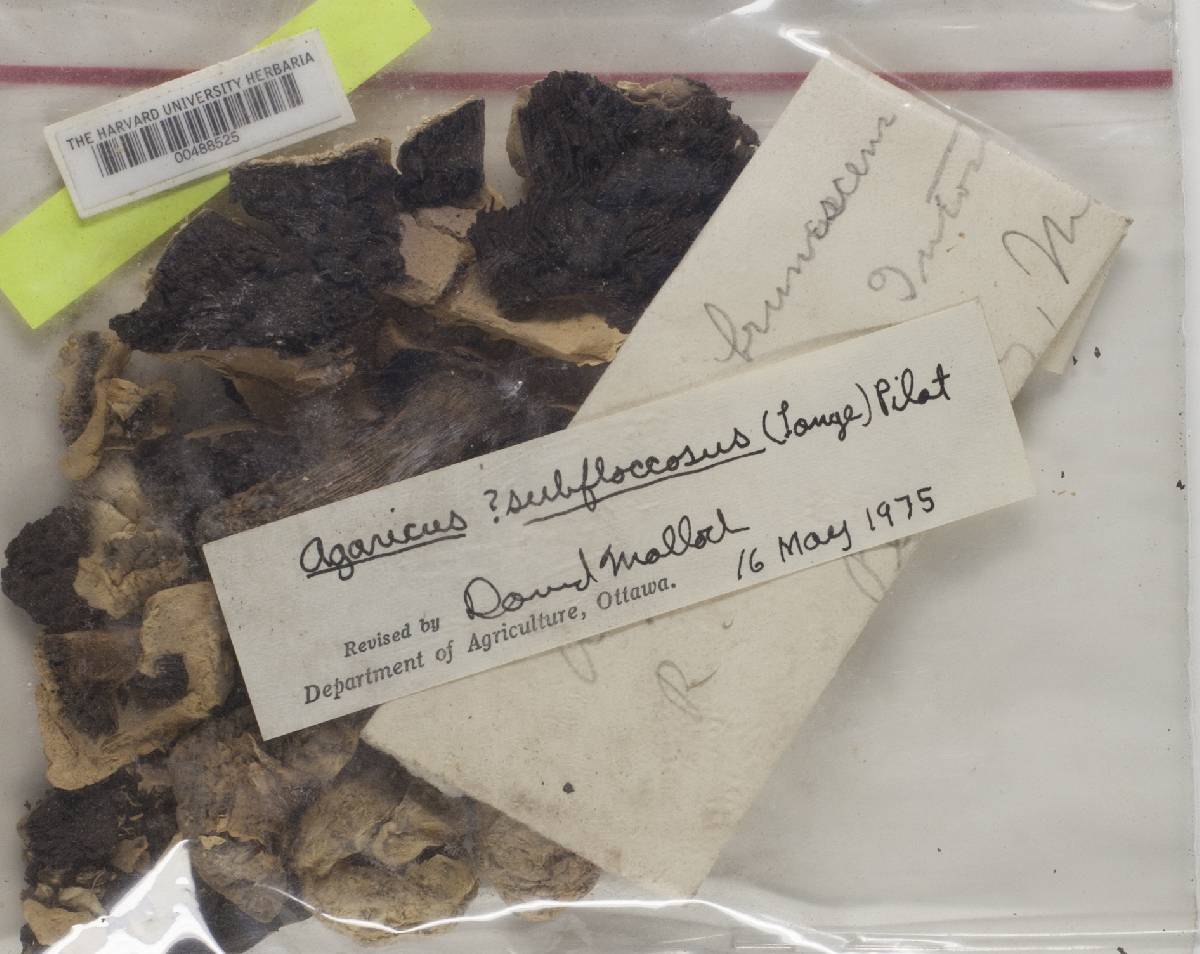 THE HARVARD UNIVERSITY HERBARIA
00488525
brunnescens
Agaricus ?subfloccosus (Lange) Pilat
Revised by David Malloch 16 May 1975
Department of Agriculture, Ottawa.
R